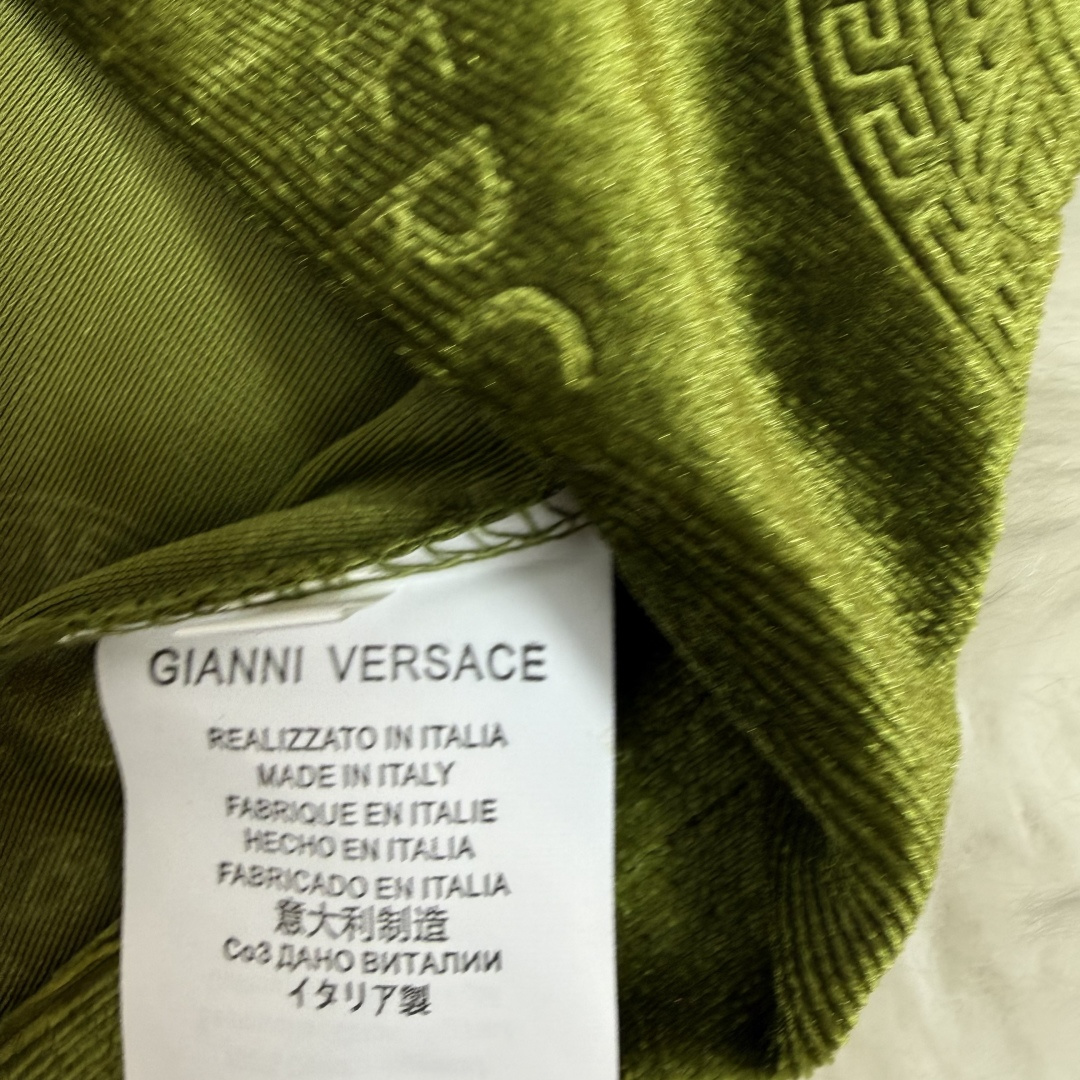 GIANNI VERSACE
REALIZZATO IN ITALIA
MADE IN ITALY
FABRIQUE EN ITALIE
HECHO EN ITALIA
FABRICADO EN ITALIA
意大利制造
Со3 ДАНО ВИТАЛИИ
イタリア製